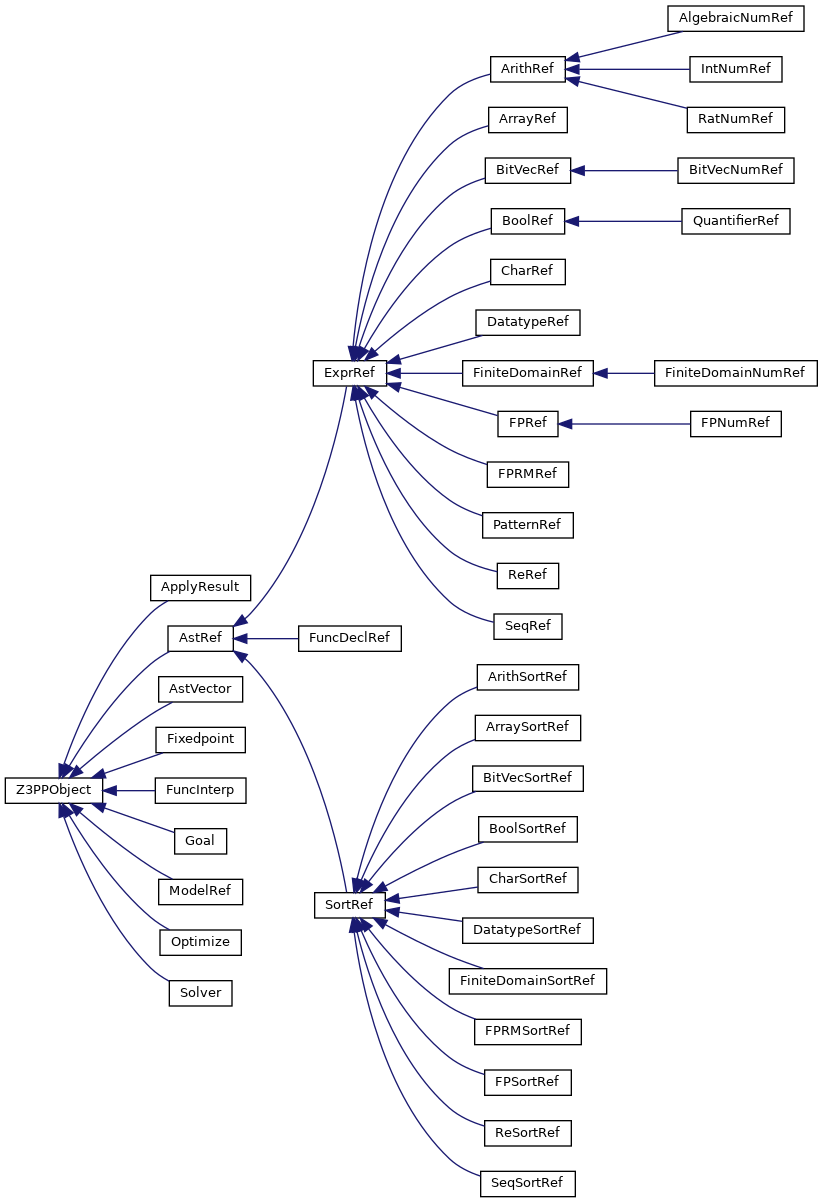 AlgebraicNumRef
ArithRef
IntNumRef
RatNumRef
ArrayRef
BitVecRef
BitVecNumRef
BoolRef
QuantifierRef
CharRef
DatatypeRef
ExprRef
FiniteDomainRef
FiniteDomainNumRef
FPRef
FPNumRef
FPRMRef
PatternRef
ReRef
ApplyResult
SeqRef
AstRef
FuncDeclRef
ArithSortRef
AstVector
ArraySortRef
Fixedpoint
BitVecSortRef
Z3PPObject
FuncInterp
BoolSortRef
Goal
CharSortRef
ModelRef
SortRef
DatatypeSortRef
Optimize
FiniteDomainSortRef
Solver
FPRMSortRef
FPSortRef
ReSortRef
SeqSortRef